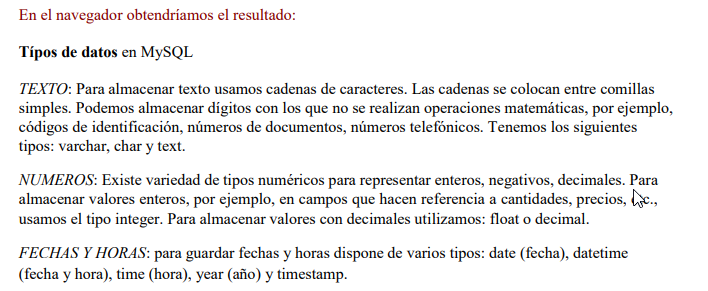 En el navegador obtendríamos el resultado:
Típos de datos en MySQL
TEXTO: Para almacenar texto usamos cadenas de caracteres. Las cadenas se colocan entre comillas
simples. Podemos almacenar dígitos con los que no se realizan operaciones matemáticas, por ejemplo,
códigos de identificación, números de documentos, números telefónicos. Tenemos los siguientes
tipos: varchar, char y text.
NUMEROS: Existe variedad de tipos numéricos para representar enteros, negativos, decimales. Para
almacenar valores enteros, por ejemplo, en campos que hacen referencia a cantidades, precios,
usamos el tipo integer. Para almacenar valores con decimales utilizamos: float o decimal.
FECHAS Y HORAS: para guardar fechas y horas dispone de varios tipos: date (fecha), datetime
(fecha y hora), time (hora), year (año) y timestamp.